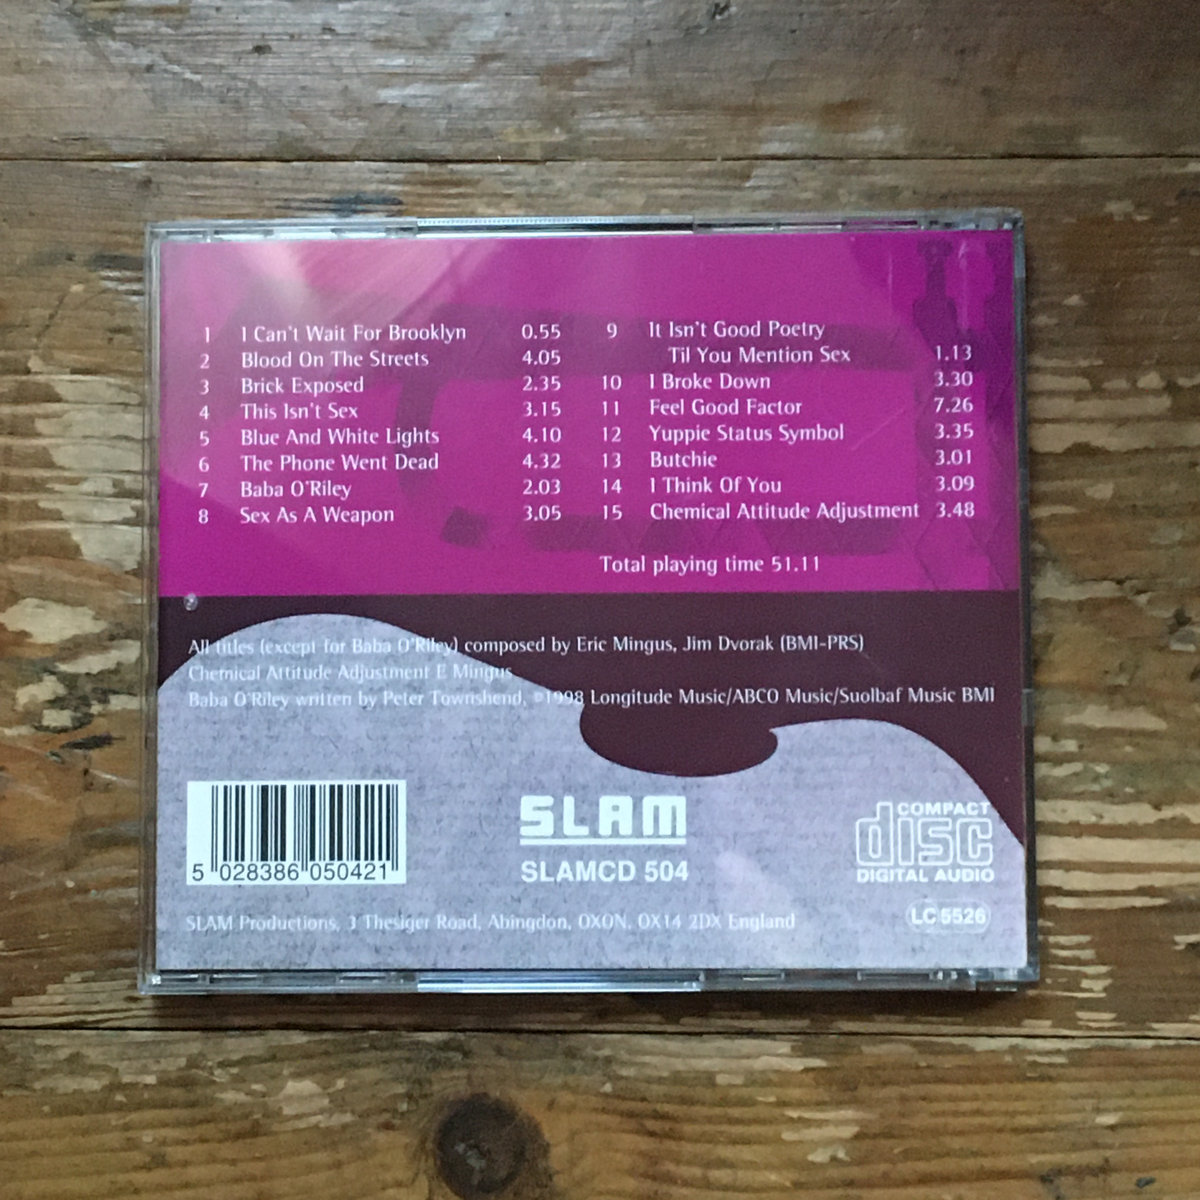 1 I Can't Wait For Brooklyn 0.55
2 Blood On The Streets 4.05
3 Brick Exposed 2.35
4 This Isn't Sex 3.15
5 Blue And White Lights 4.10
6 The Phone Went Dead 4.32
7 Baba O'Riley 2.03
8 Sex As A Weapon 3.05
9 It Isn't Good Poetry
Til You Mention Sex 1.13
10 I Broke Down 3.30
11 Feel Good Factor 7.26
12 Yuppie Status Symbol 3.35
13 Butchie 3.01
14 I Think Of You 3.09
15 Chemical Attitude Adjustment 3.48
Total playing time 51.11
All titles (except for Baba O'Riley) composed by Eric Mingus, Jim Dvorak (BMI-PRS)
Chemical Attitude Adjustment E Mingus
Baba O'Riley written by Peter Townshend, ©1998 Longitude Music/ABCO Music/Suolbaf Music BMI
5 028386 050421
SLAM
SLAMCD 504
COMPACT
disc
DIGITAL AUDIO
SLAM Productions, 3 Thesiger Road, Abingdon, OXON, OX14 2DX England
LC 5526